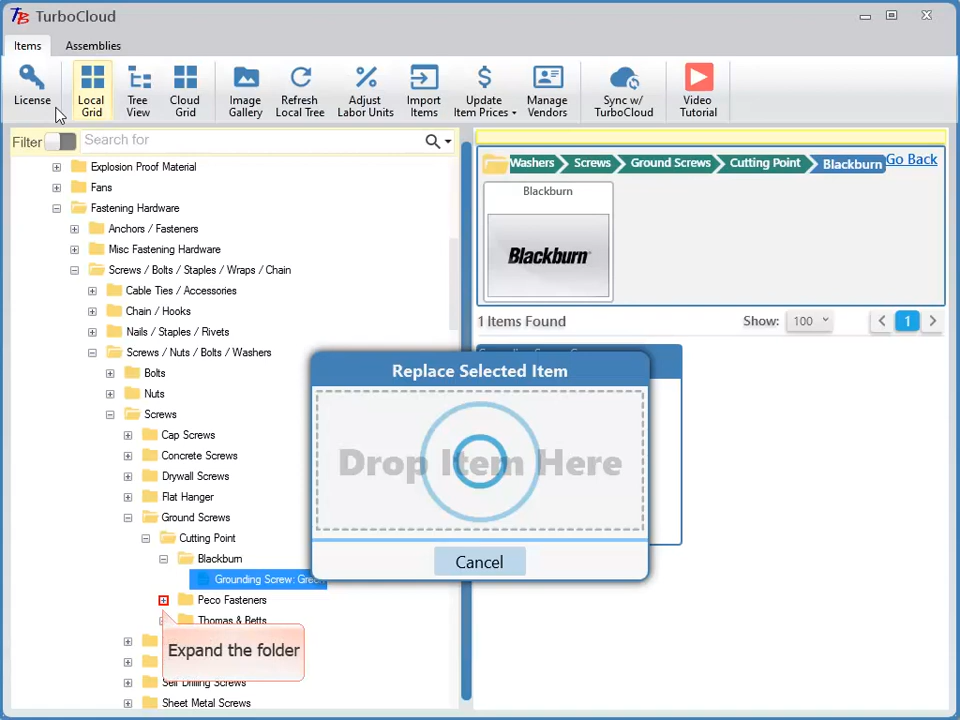 TB TurboCloud
Items
Assemblies
License
Local
Grid
Tree
View
Cloud
Grid
Image
Gallery
Refresh
Local Tree
Adjust
Labor Units
Import
Items
Update
Item Prices
Manage
Vendors
Sync w/
TurboCloud
Video
Tutorial
Filter
Search for
Explosion Proof Material
Fans
Fastening Hardware
Anchors / Fasteners
Misc Fastening Hardware
Screws / Bolts / Staples / Wraps / Chain
Cable Ties / Accessories
Chain / Hooks
Nails / Staples / Rivets
Screws / Nuts / Bolts / Washers
Bolts
Nuts
Screws
Cap Screws
Concrete Screws
Drywall Screws
Flat Hanger
Ground Screws
Cutting Point
Blackburn
Grounding Screw: Green
Peco Fasteners
Thomas & Betts
Expand the folder
Self Drilling Screws
Sheet Metal Screws
Washers Screws Ground Screws Cutting Point Blackburn Go Back
Blackburn
Blackburn
1 Items Found
Show: 100
1
Replace Selected Item
Drop Item Here
Cancel